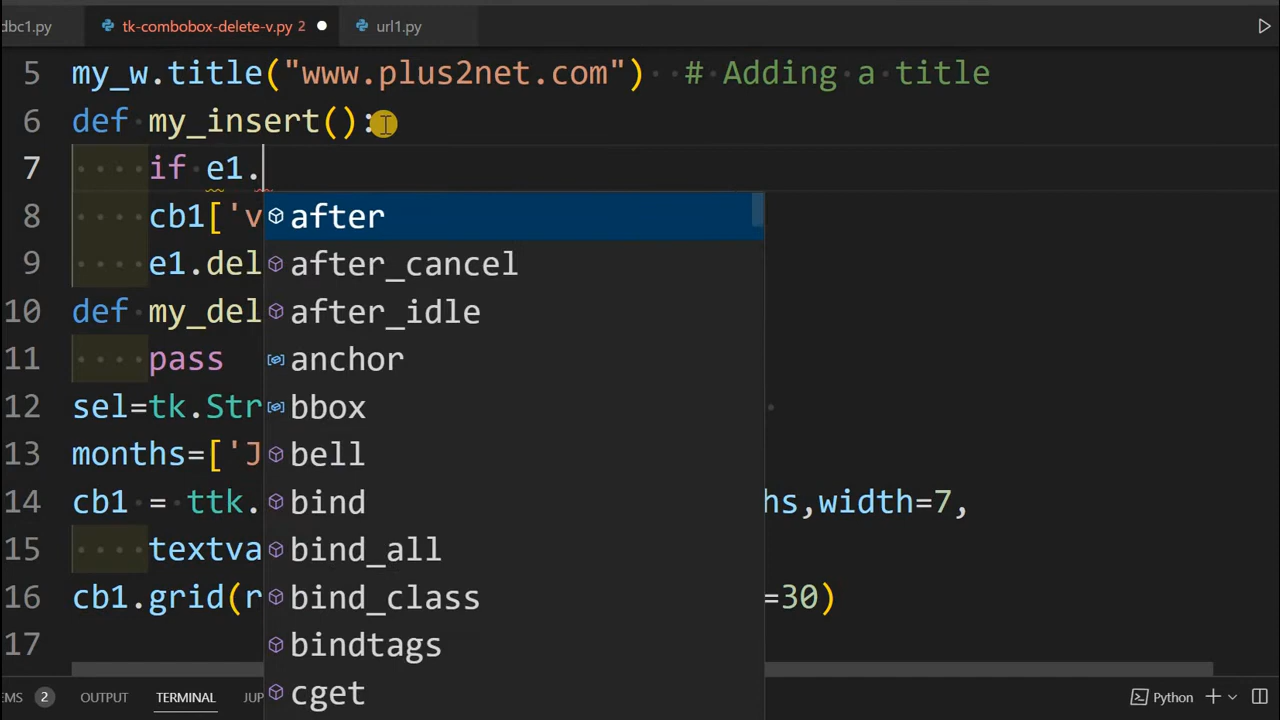 dbc1.py tk-combobox-delete-v.py 2 url1.py
5 my_w.title("www.plus2net.com") # Adding a title
6 def my_insert():
7 if e1.
8 cb1['v
9 e1.del
10 def my_del
11 pass
12 sel=tk.Str
13 months=['J
14 cb1 = ttk. hs,width=7,
15 textva
16 cb1.grid(r =30)
17
after
after_cancel
after_idle
anchor
bbox
bell
bind
bind_all
bind_class
bindtags
cget
EMS 2 OUTPUT TERMINAL JUP Python